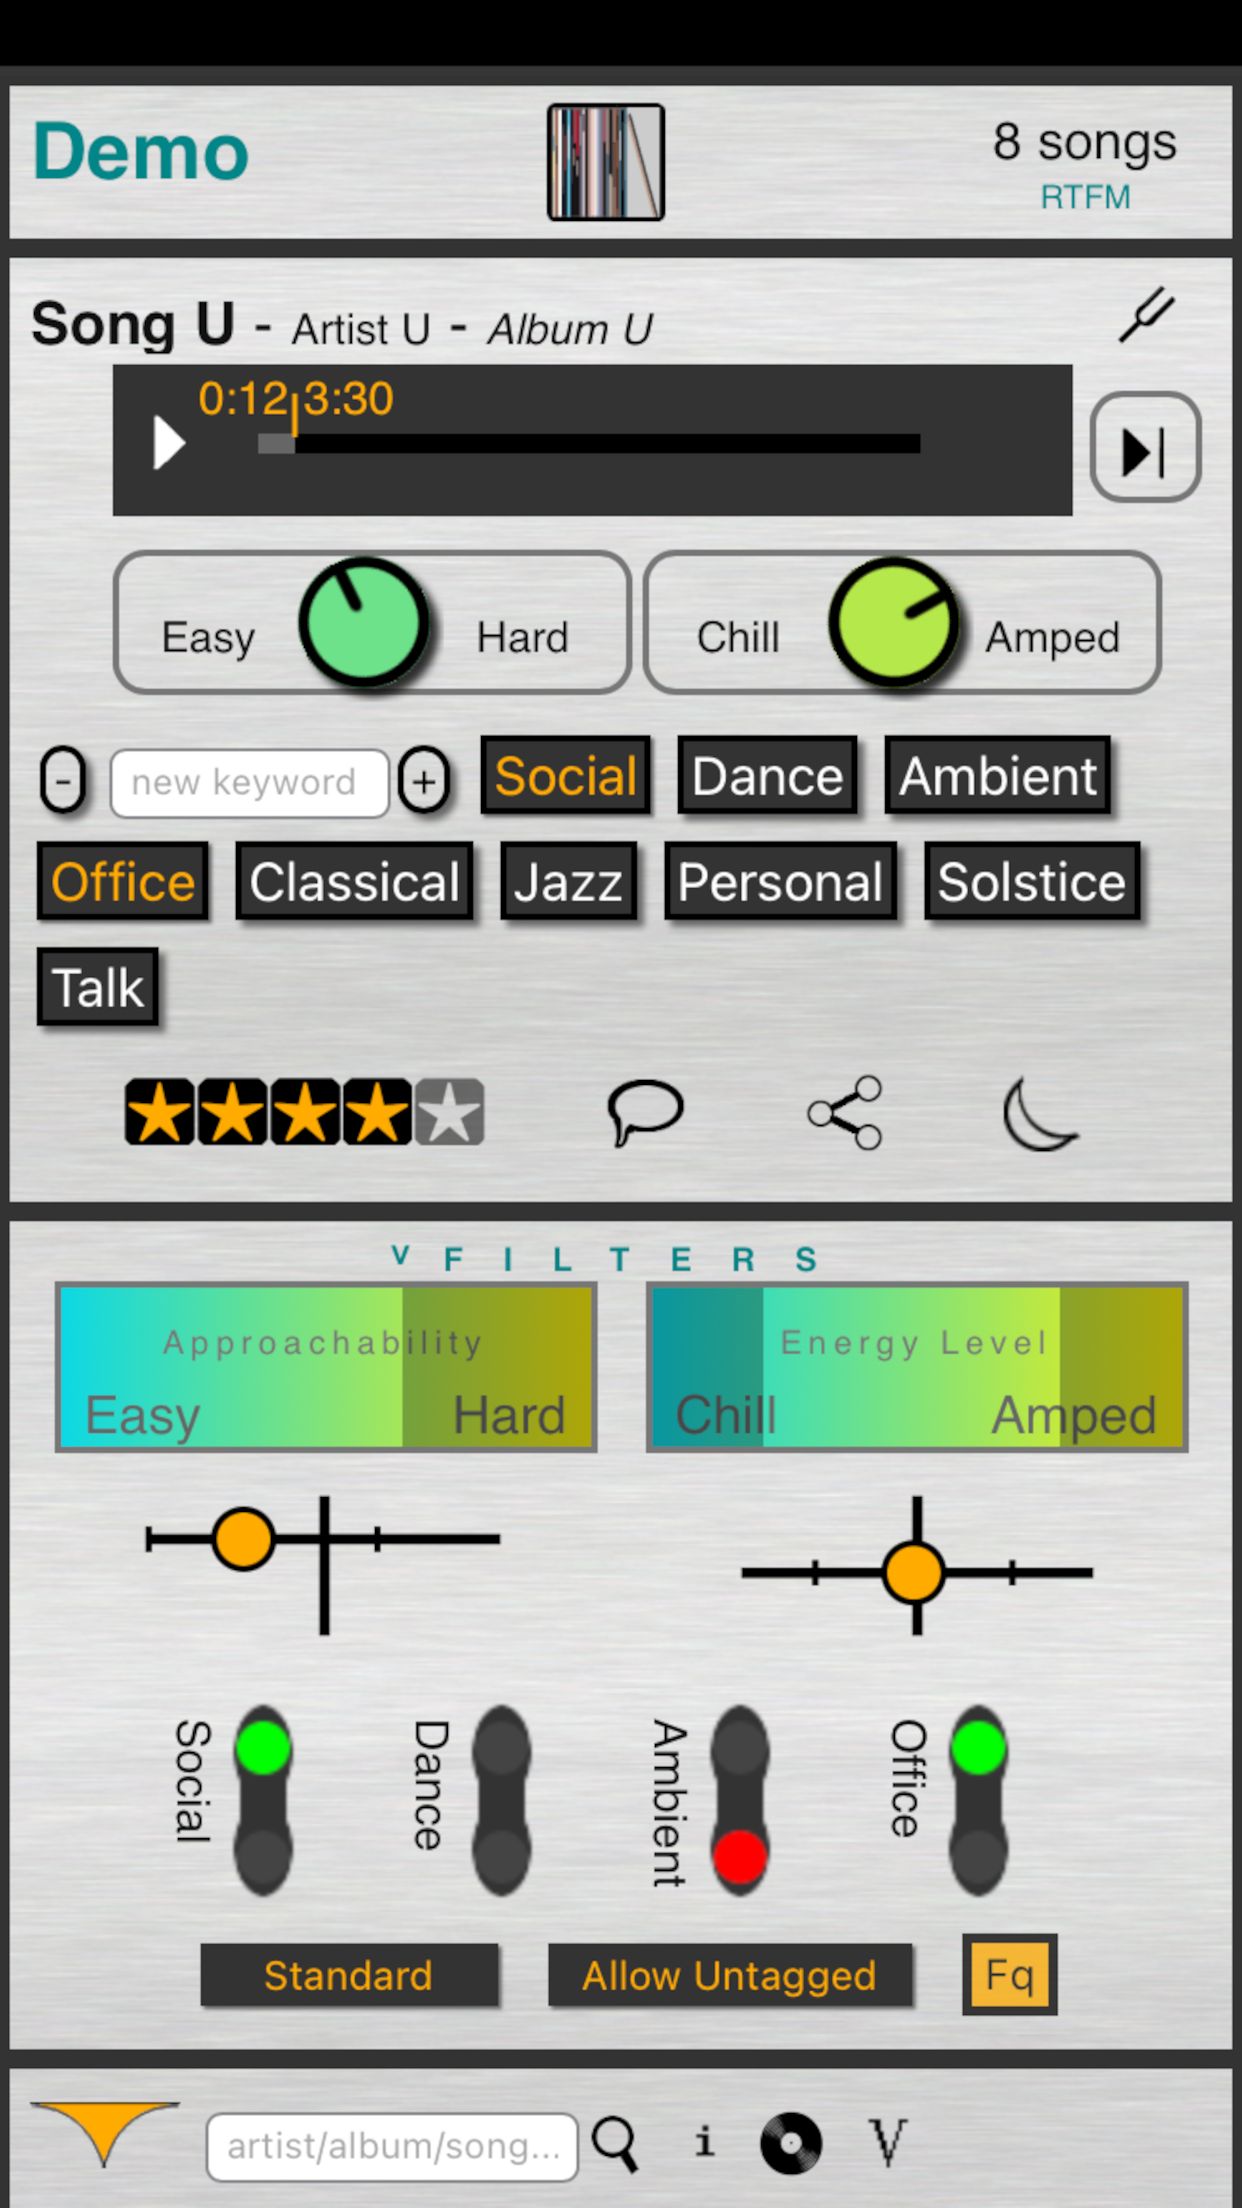 Demo
8 songs
RTFM
Song U - Artist U - Album U
0:12 3:30
Easy Hard
Chill Amped
- new keyword + Social Dance Ambient
Office Classical Jazz Personal Solstice
Talk
V FILTERS
Approachability
Easy Hard
Energy Level
Chill Amped
Social
Dance
Ambient
Office
Standard Allow Untagged Fq
artist/album/song... i V